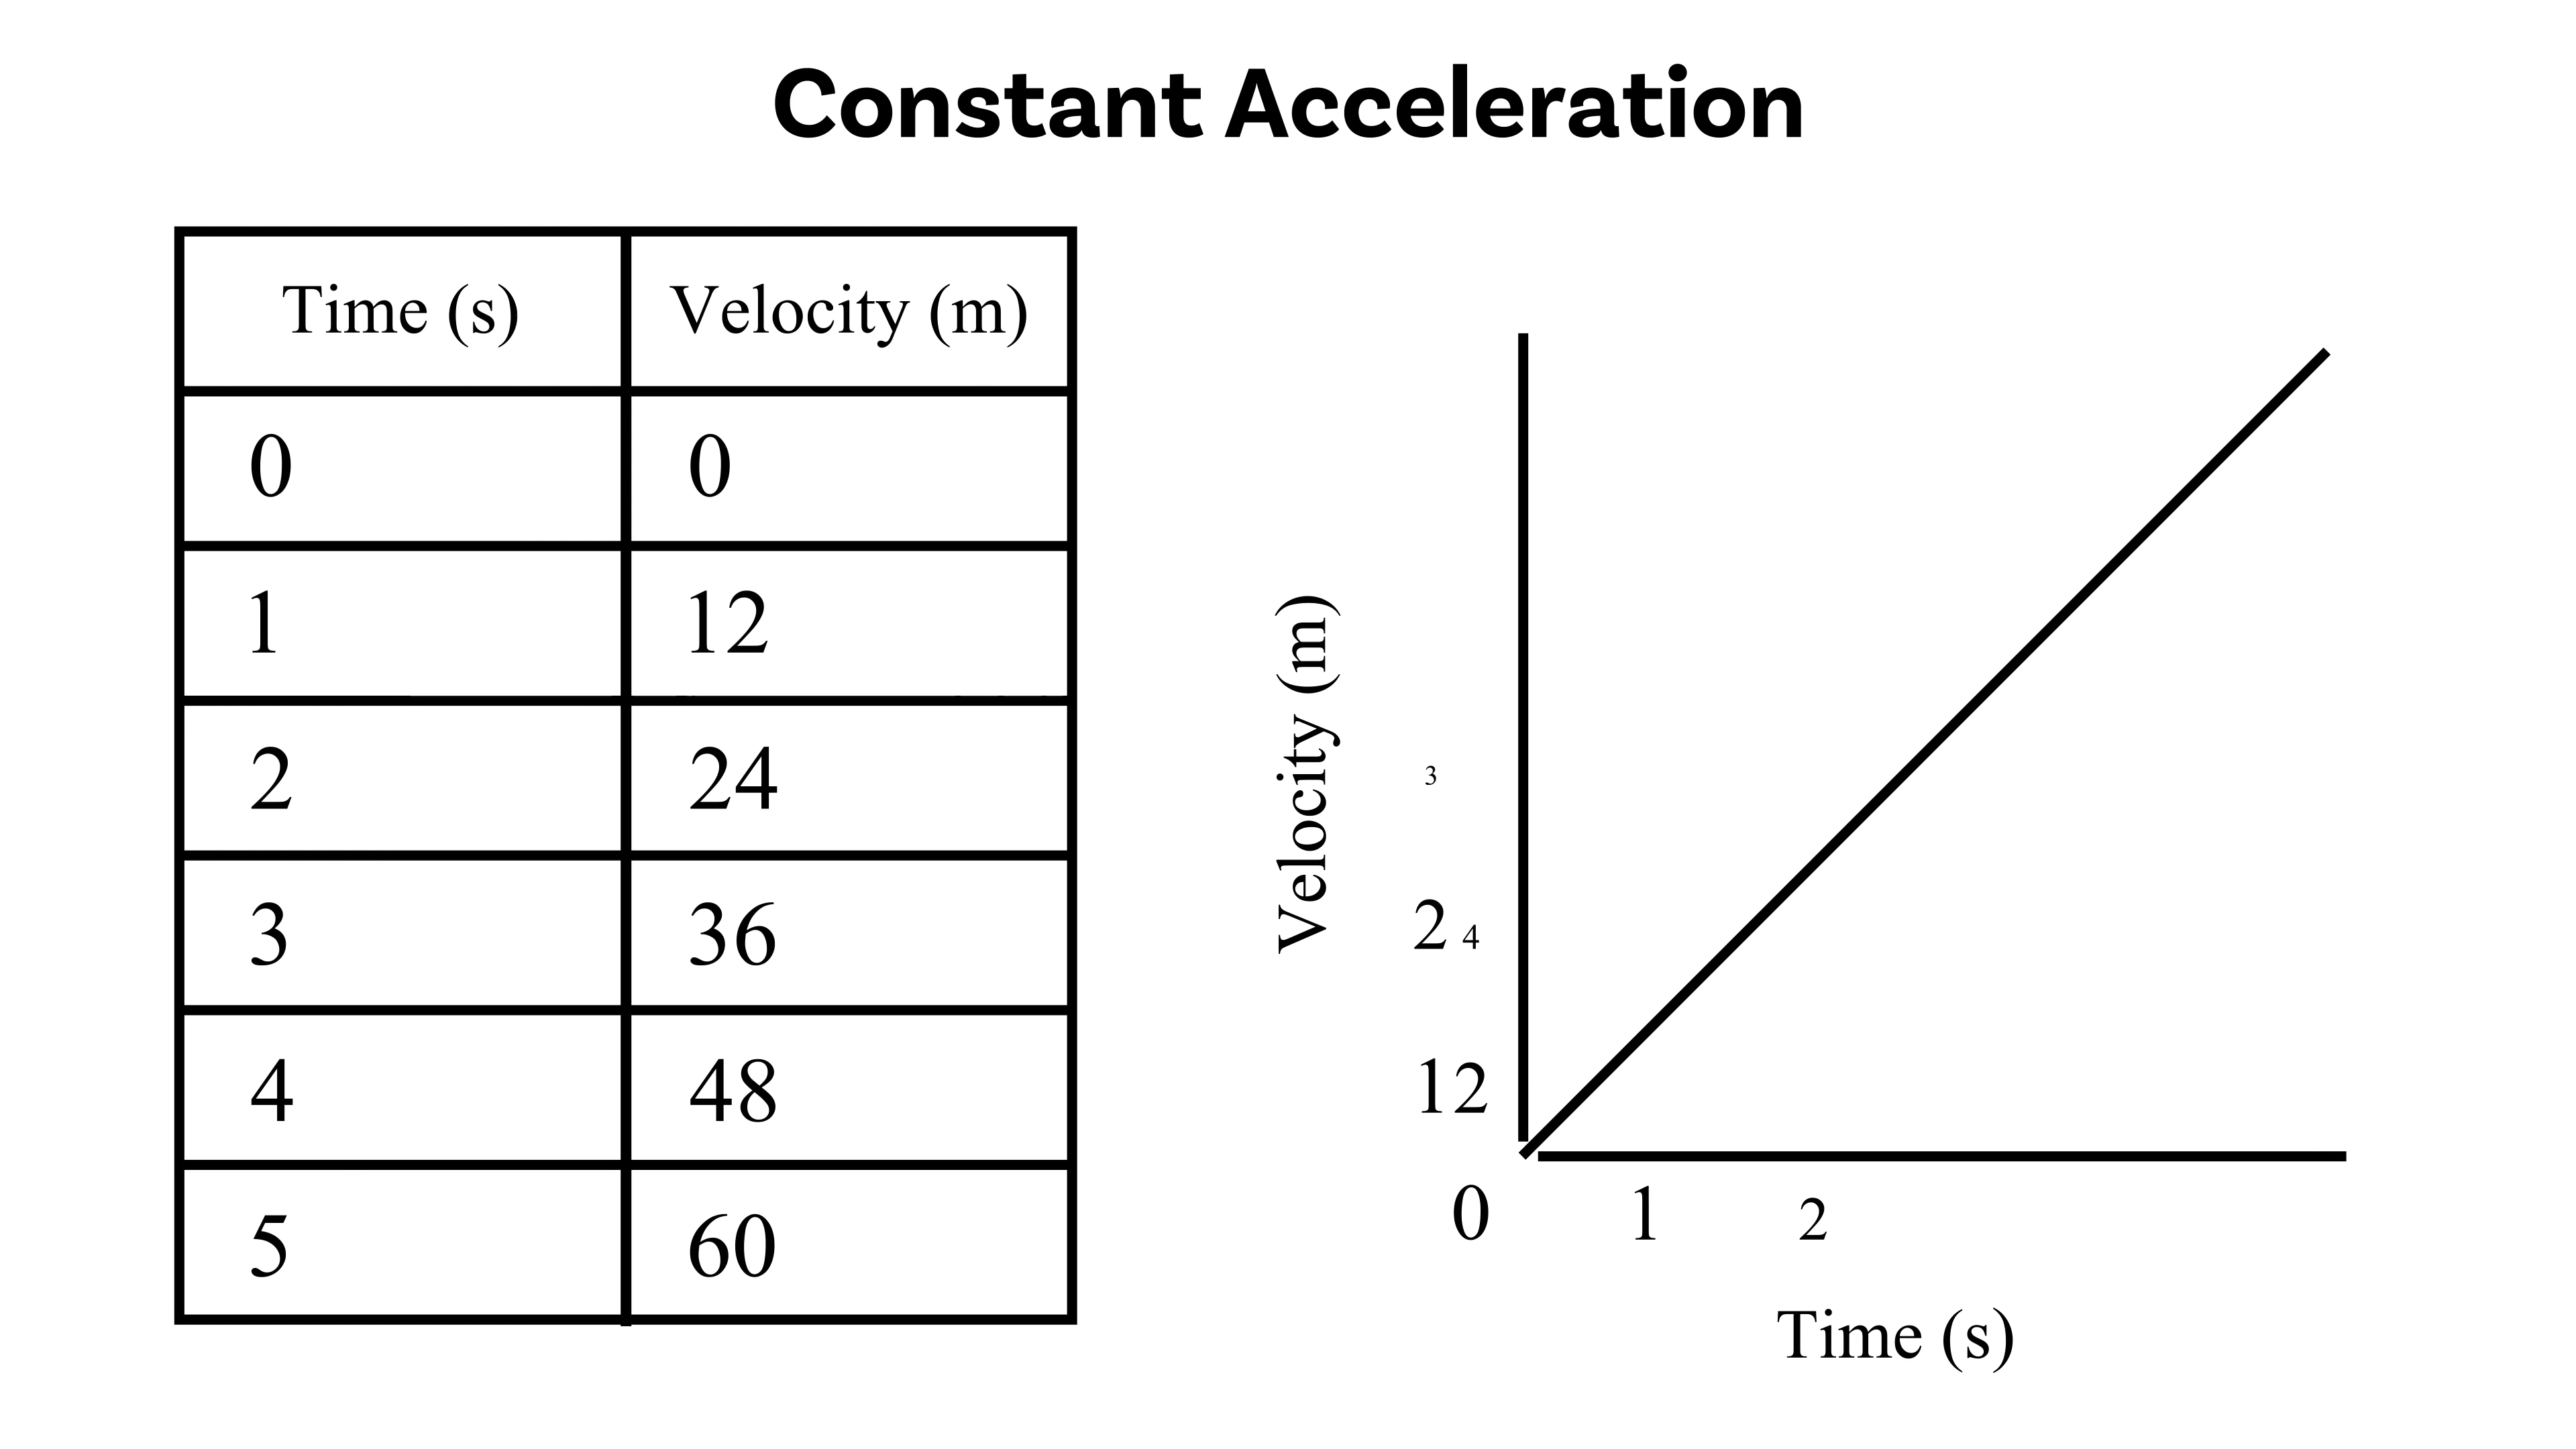 Constant Acceleration
Time (s) Velocity (m)
0 0
1 12
2 24
3 36
4 48
5 60
Velocity (m)
3
2 4
12
0 1 2
Time (s)